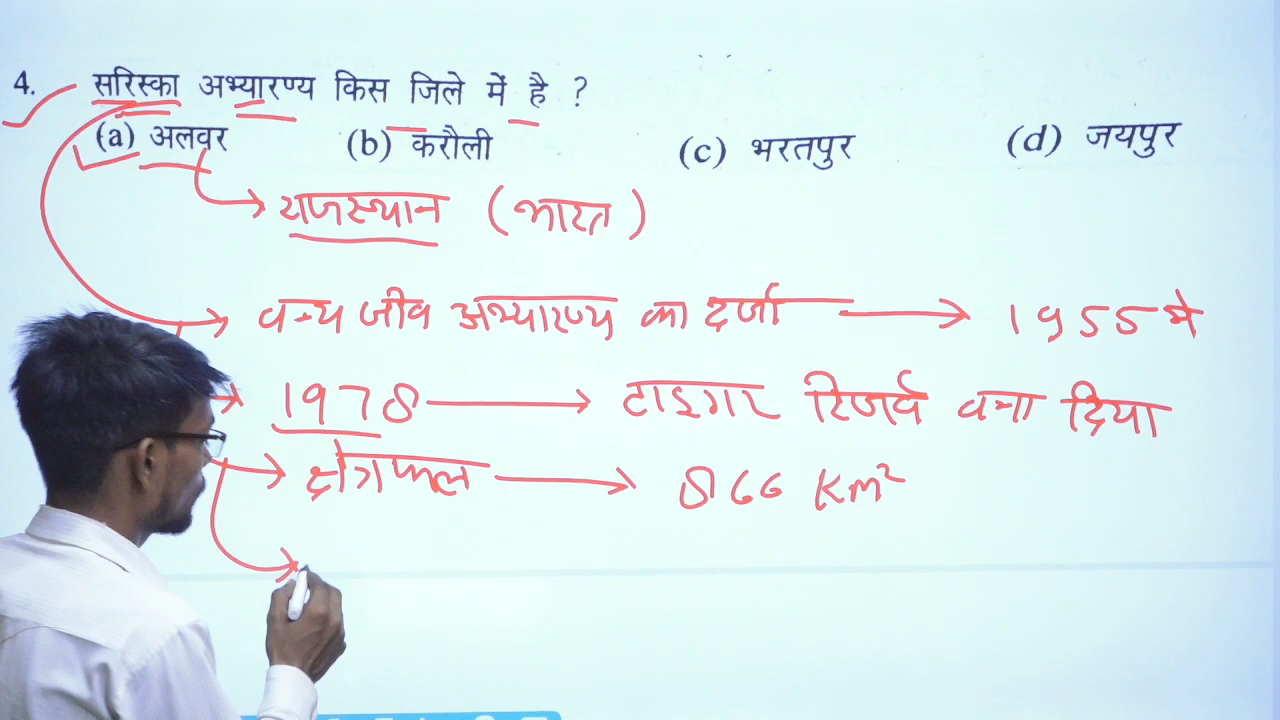 4. सरिस्का अभ्यारण्य किस जिले में है ?
(a) अलवर (b) करौली (c) भरतपुर (d) जयपुर
राजस्थान (भारत)
वन्य जीव अभ्यारण्य का दर्जा → 1955 मे
1978 → टाइगर रिजर्व बना दिया
क्षेत्रफल → 866 Km²